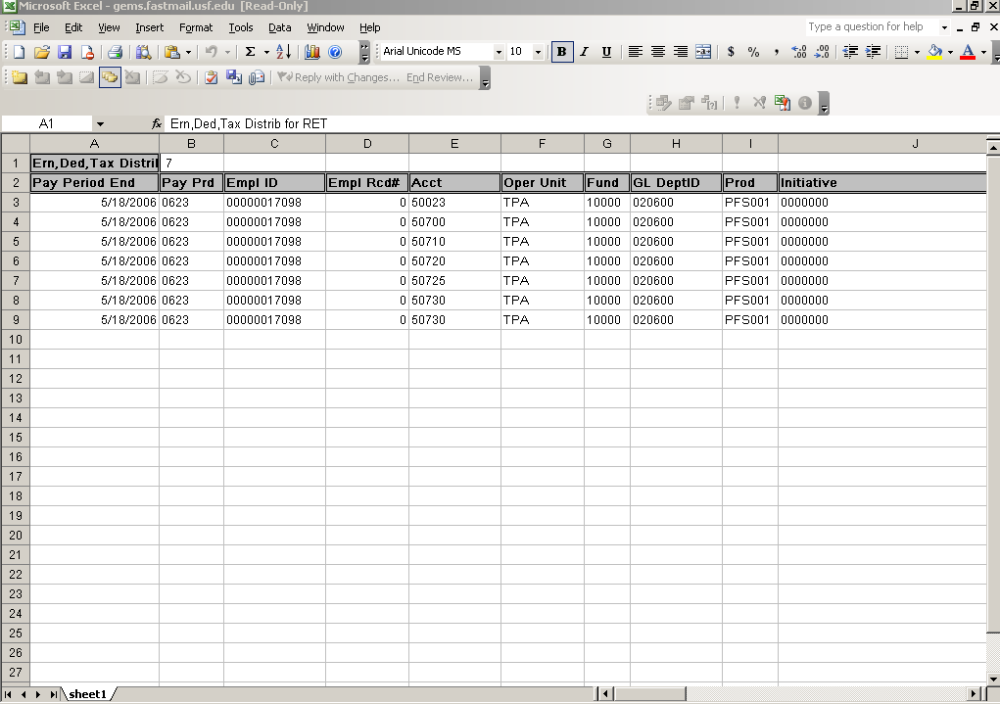 Microsoft Excel - gems.fastmail.usf.edu [Read-Only]
File Edit View Insert Format Tools Data Window Help Type a question for help
Arial Unicode MS 10 B I U $ % ,
Reply with Changes... End Review...
A1 fx Ern,Ded,Tax Distrib for RET
A B C D E F G H I J
1 Ern,Ded,Tax Distril 7
2 Pay Period End Pay Prd Empl ID Empl Rcd# Acct Oper Unit Fund GL DeptID Prod Initiative
3 5/18/2006 0623 00000017098 0 50023 TPA 10000 020600 PFS001 0000000
4 5/18/2006 0623 00000017098 0 50700 TPA 10000 020600 PFS001 0000000
5 5/18/2006 0623 00000017098 0 50710 TPA 10000 020600 PFS001 0000000
6 5/18/2006 0623 00000017098 0 50720 TPA 10000 020600 PFS001 0000000
7 5/18/2006 0623 00000017098 0 50725 TPA 10000 020600 PFS001 0000000
8 5/18/2006 0623 00000017098 0 50730 TPA 10000 020600 PFS001 0000000
9 5/18/2006 0623 00000017098 0 50730 TPA 10000 020600 PFS001 0000000
10
11
12
13
14
15
16
17
18
19
20
21
22
23
24
25
26
27
sheet1